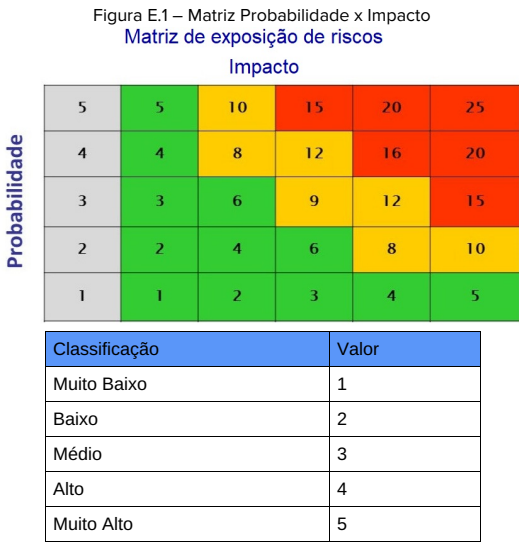 Figura E.1 – Matriz Probabilidade x Impacto
Matriz de exposição de riscos
Impacto
Probabilidade
5 5 10 15 20 25
4 4 8 12 16 20
3 3 6 9 12 15
2 2 4 6 8 10
1 1 2 3 4 5
Classificação Valor
Muito Baixo 1
Baixo 2
Médio 3
Alto 4
Muito Alto 5